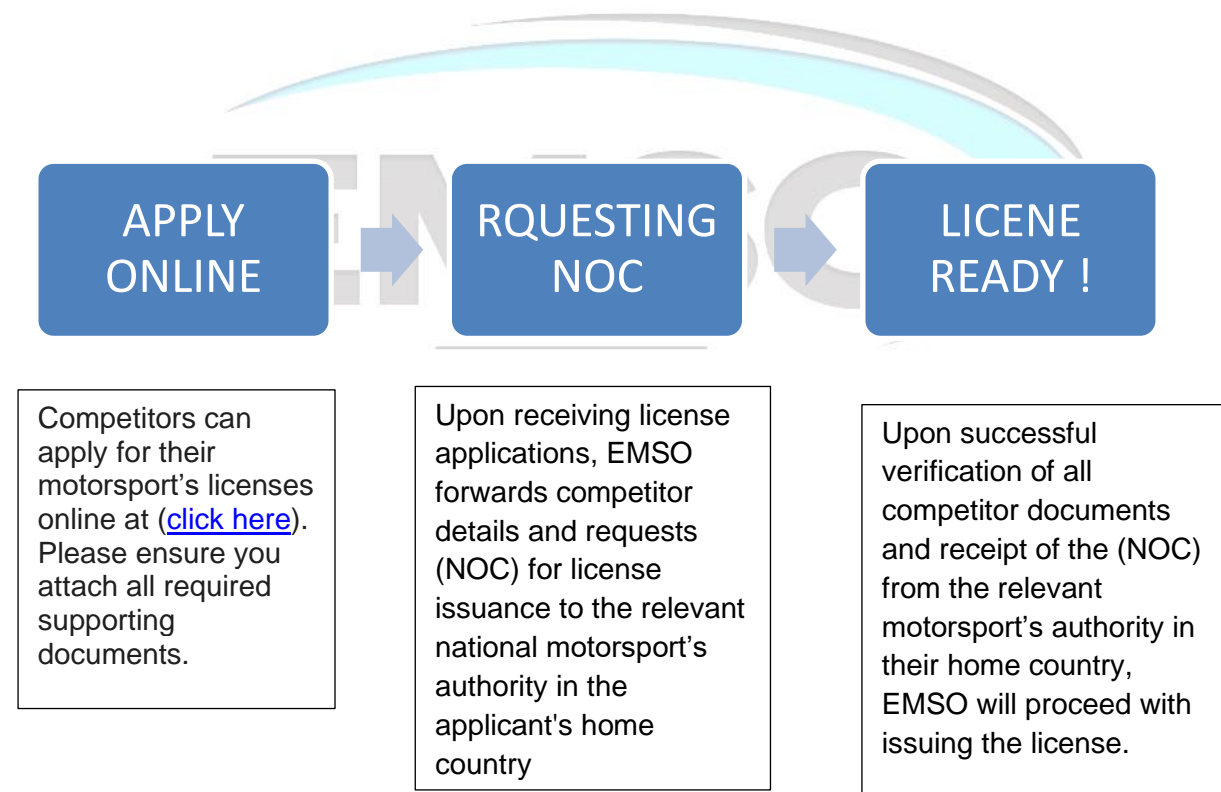 EMSO
APPLY
ONLINE
RQUESTING
NOC
LICENE
READY !
Competitors can
apply for their
motorsport’s licenses
online at (click here).
Please ensure you
attach all required
supporting
documents.
Upon receiving license
applications, EMSO
forwards competitor
details and requests
(NOC) for license
issuance to the relevant
national motorsport’s
authority in the
applicant's home
country
Upon successful
verification of all
competitor documents
and receipt of the (NOC)
from the relevant
motorsport’s authority in
their home country,
EMSO will proceed with
issuing the license.